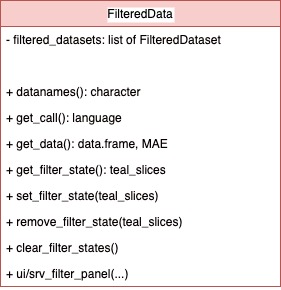 FilteredData
- filtered_datasets: list of FilteredDataset
+ datanames(): character
+ get_call(): language
+ get_data(): data.frame, MAE
+ get_filter_state(): teal_slices
+ set_filter_state(teal_slices)
+ remove_filter_state(teal_slices)
+ clear_filter_states()
+ ui/srv_filter_panel(...)